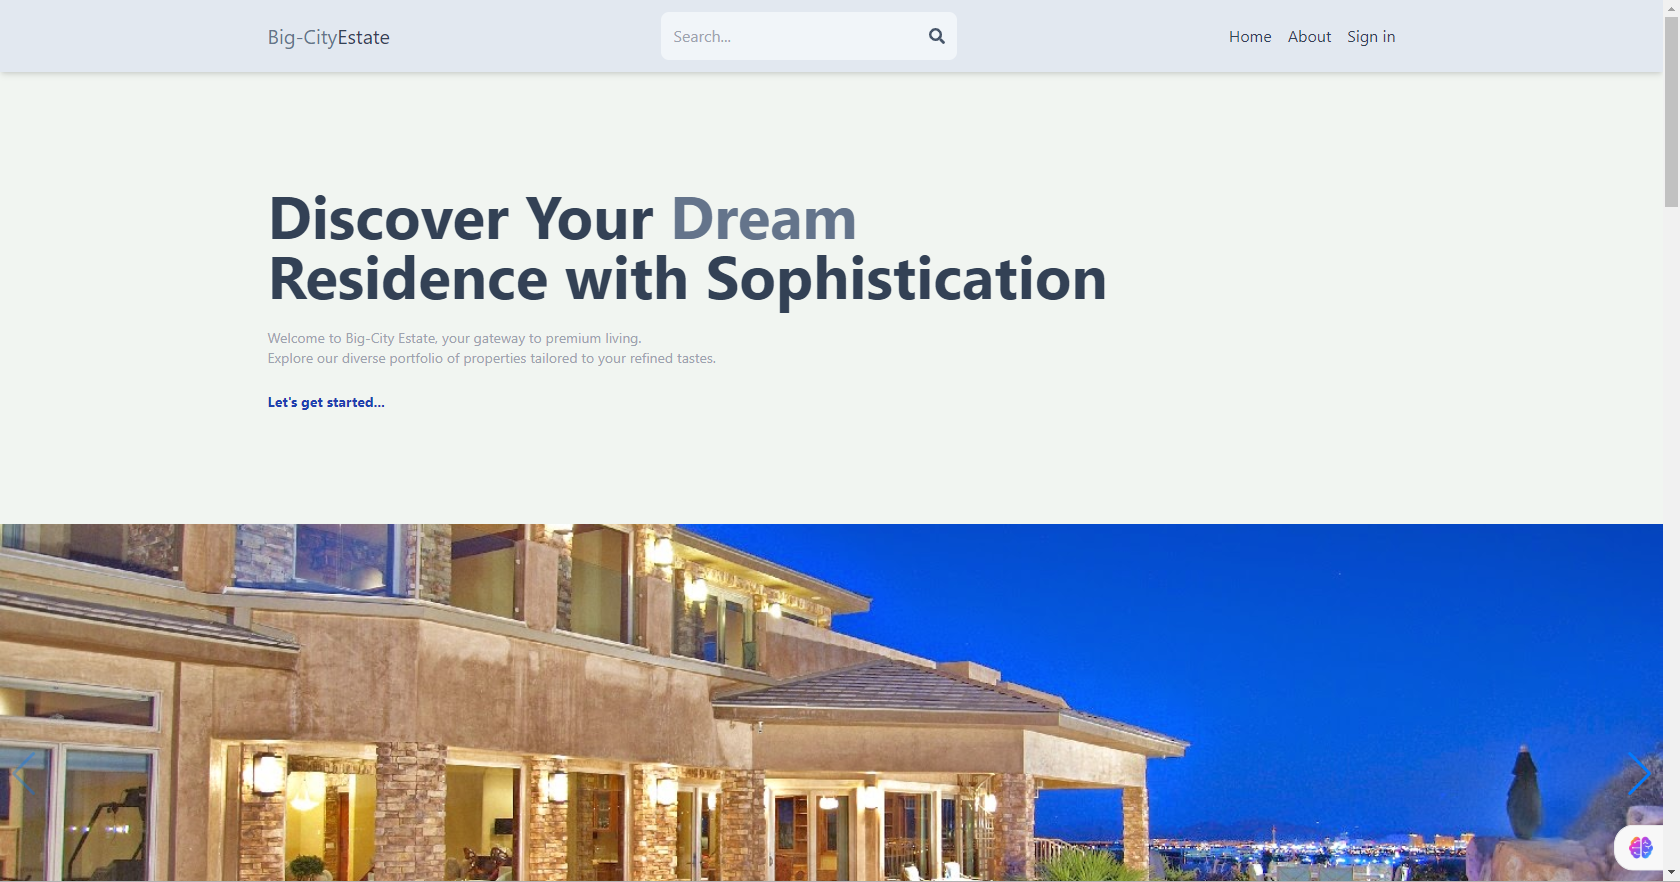 Big-CityEstate
Search...
Home About Sign in
Discover Your Dream
Residence with Sophistication
Welcome to Big-City Estate, your gateway to premium living.
Explore our diverse portfolio of properties tailored to your refined tastes.
Let's get started...